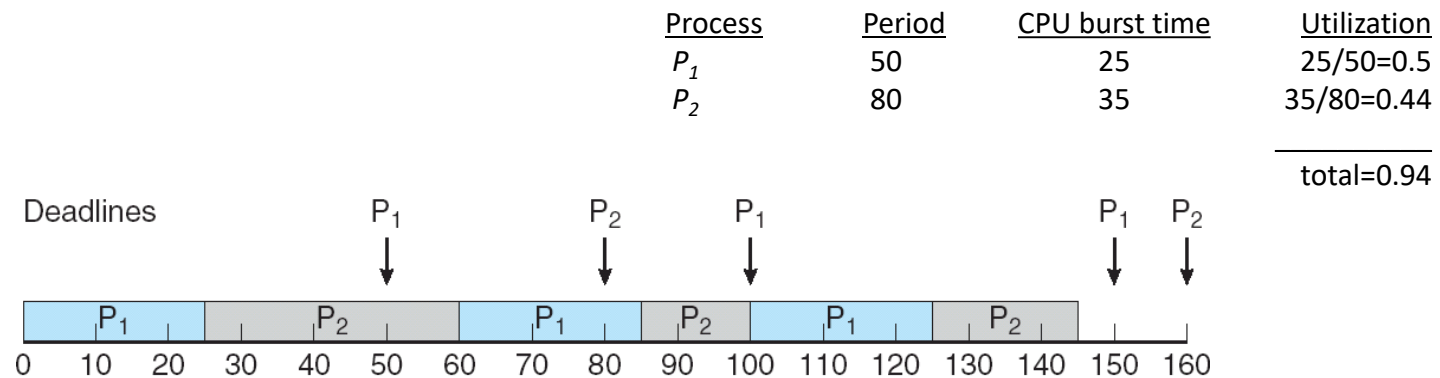 Process Period CPU burst time Utilization
P1 50 25 25/50=0.5
P2 80 35 35/80=0.44
total=0.94
Deadlines P1 P2 P1 P1 P2
P1 P2 P1 P2 P1 P2
0 10 20 30 40 50 60 70 80 90 100 110 120 130 140 150 160